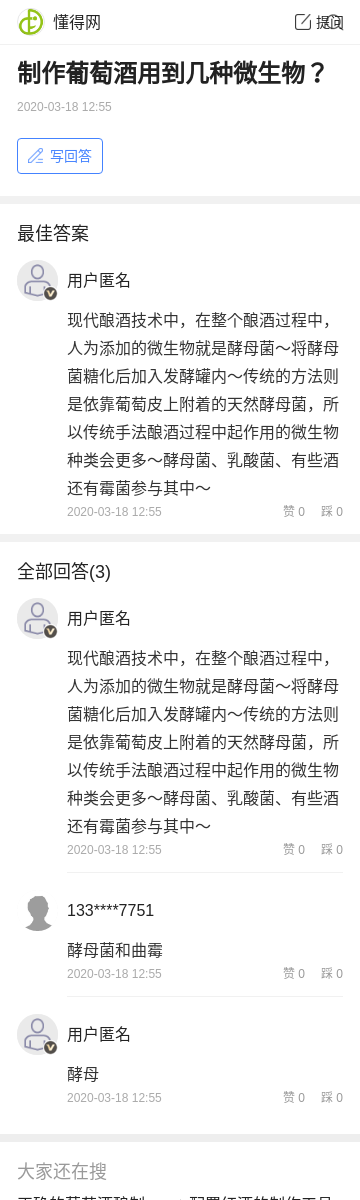 懂得网
提问
制作葡萄酒用到几种微生物？
2020-03-18 12:55
写回答
最佳答案
用户匿名
现代酿酒技术中，在整个酿酒过程中，
人为添加的微生物就是酵母菌～将酵母
菌糖化后加入发酵罐内～传统的方法则
是依靠葡萄皮上附着的天然酵母菌，所
以传统手法酿酒过程中起作用的微生物
种类会更多～酵母菌、乳酸菌、有些酒
还有霉菌参与其中～
2020-03-18 12:55 赞 0 踩 0
全部回答(3)
用户匿名
现代酿酒技术中，在整个酿酒过程中，
人为添加的微生物就是酵母菌～将酵母
菌糖化后加入发酵罐内～传统的方法则
是依靠葡萄皮上附着的天然酵母菌，所
以传统手法酿酒过程中起作用的微生物
种类会更多～酵母菌、乳酸菌、有些酒
还有霉菌参与其中～
2020-03-18 12:55 赞 0 踩 0
133****7751
酵母菌和曲霉
2020-03-18 12:55 赞 0 踩 0
用户匿名
酵母
2020-03-18 12:55 赞 0 踩 0
大家还在搜